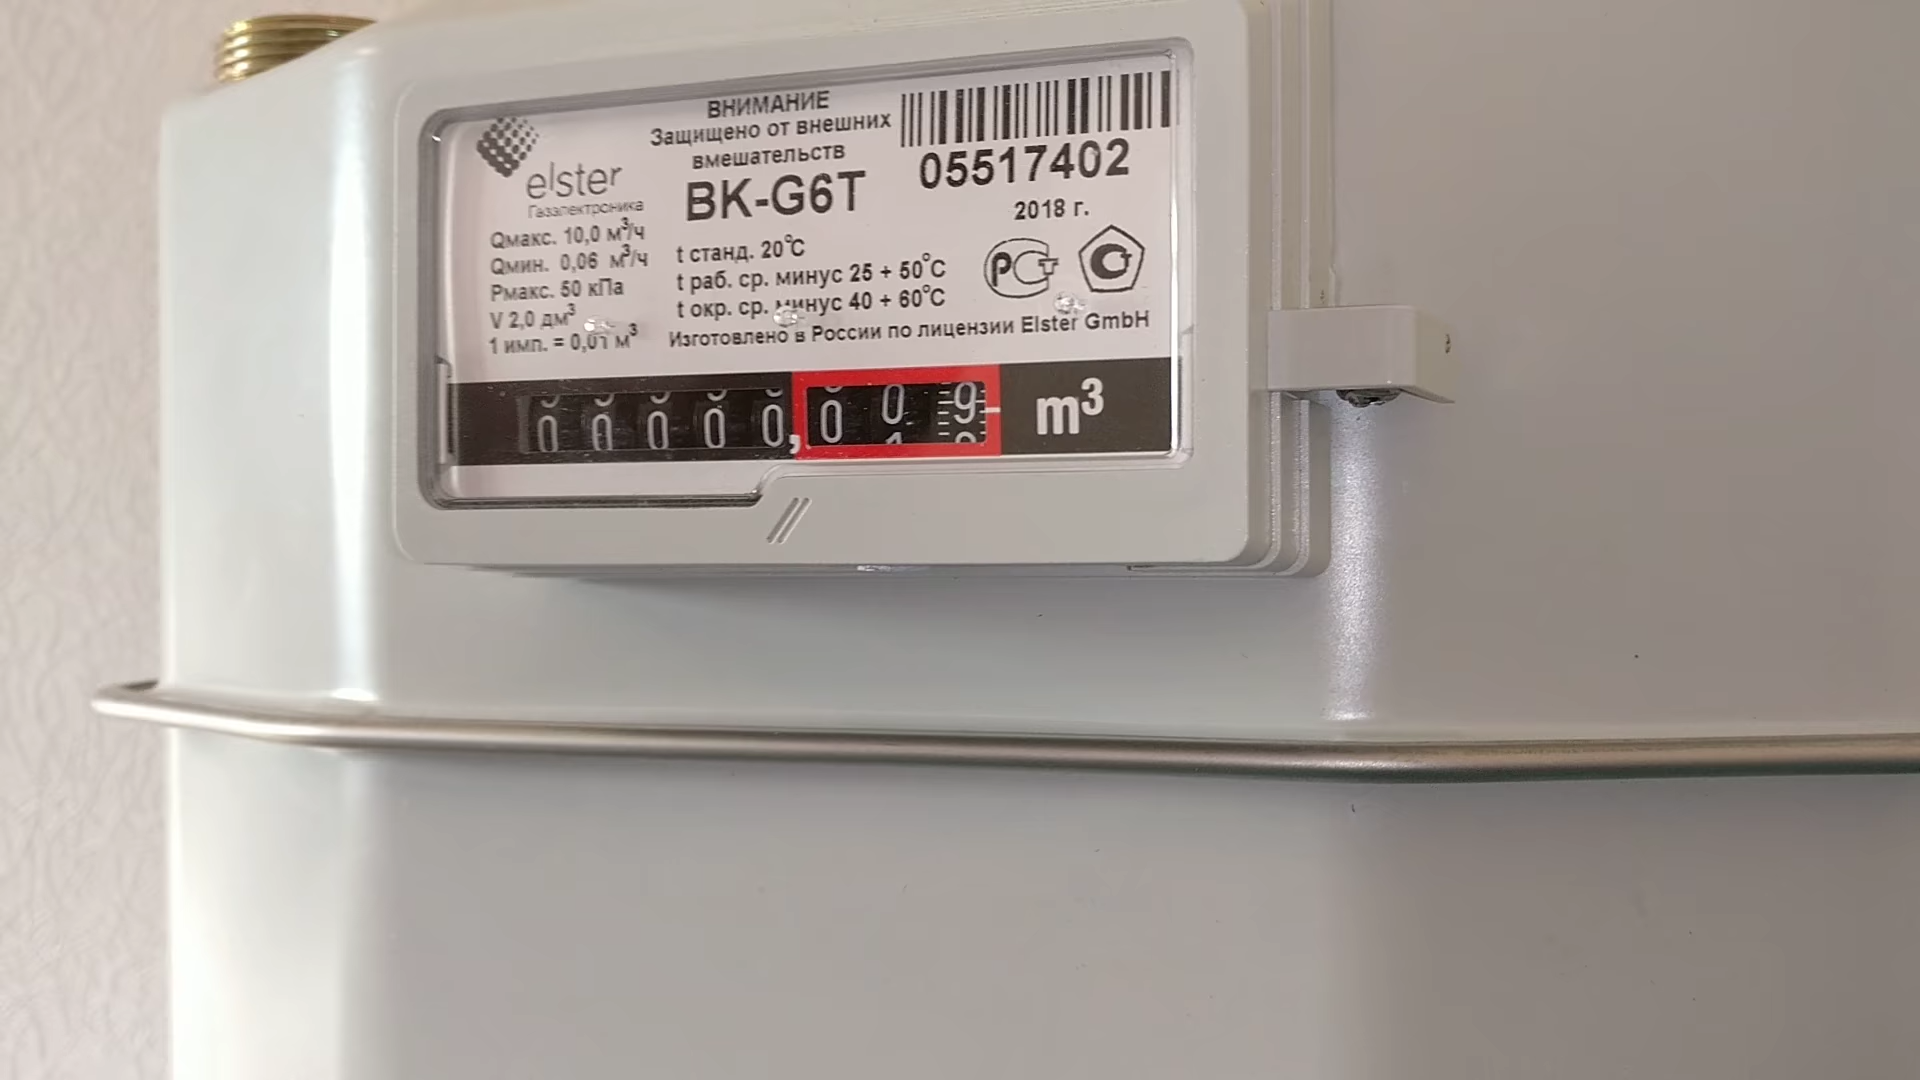 ВНИМАНИЕ
Защищено от внешних
вмешательств
elster
Газэлектроника
BK-G6T
05517402
2018 г.
Qмакс. 10,0 м³/ч
Qмин. 0,06 м³/ч
Pмакс. 50 кПа
V 2,0 дм³
1 имп. = 0,01 м³
t станд. 20°C
t раб. ср. минус 25 + 50°C
t окр. ср. минус 40 + 60°C
РСТ
Изготовлено в России по лицензии Elster GmbH
00000,009 m³